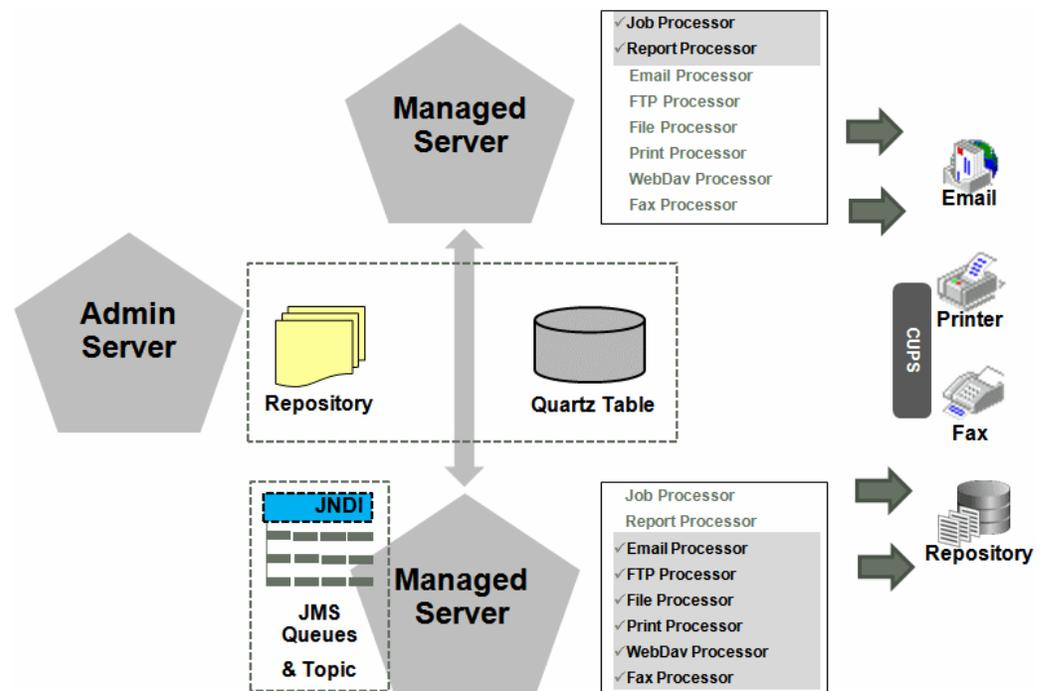 Managed
Server
✓Job Processor
✓Report Processor
Email Processor
FTP Processor
File Processor
Print Processor
WebDav Processor
Fax Processor
Email
Admin
Server
Repository
Quartz Table
CUPS
Printer
Fax
JNDI
JMS
Queues
& Topic
Managed
Server
Job Processor
Report Processor
✓Email Processor
✓FTP Processor
✓File Processor
✓Print Processor
✓WebDav Processor
✓Fax Processor
Repository